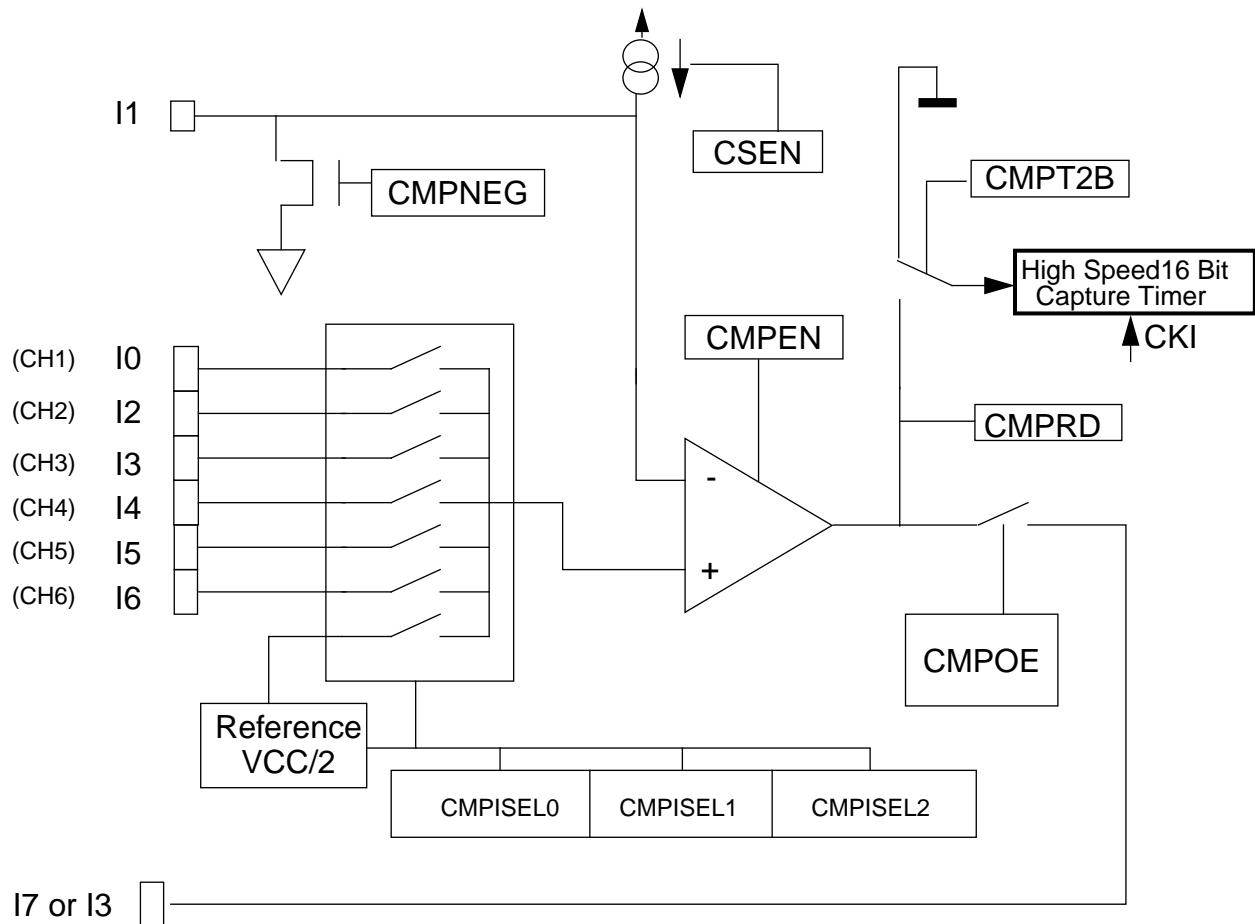 I1
CSEN
CMPNEG
CMPT2B
High Speed16 Bit
Capture Timer
CKI
CMPEN
(CH1) I0
(CH2) I2
(CH3) I3
(CH4) I4
(CH5) I5
(CH6) I6
CMPRD
-
+
CMPOE
Reference
VCC/2
CMPISEL0 CMPISEL1 CMPISEL2
I7 or I3